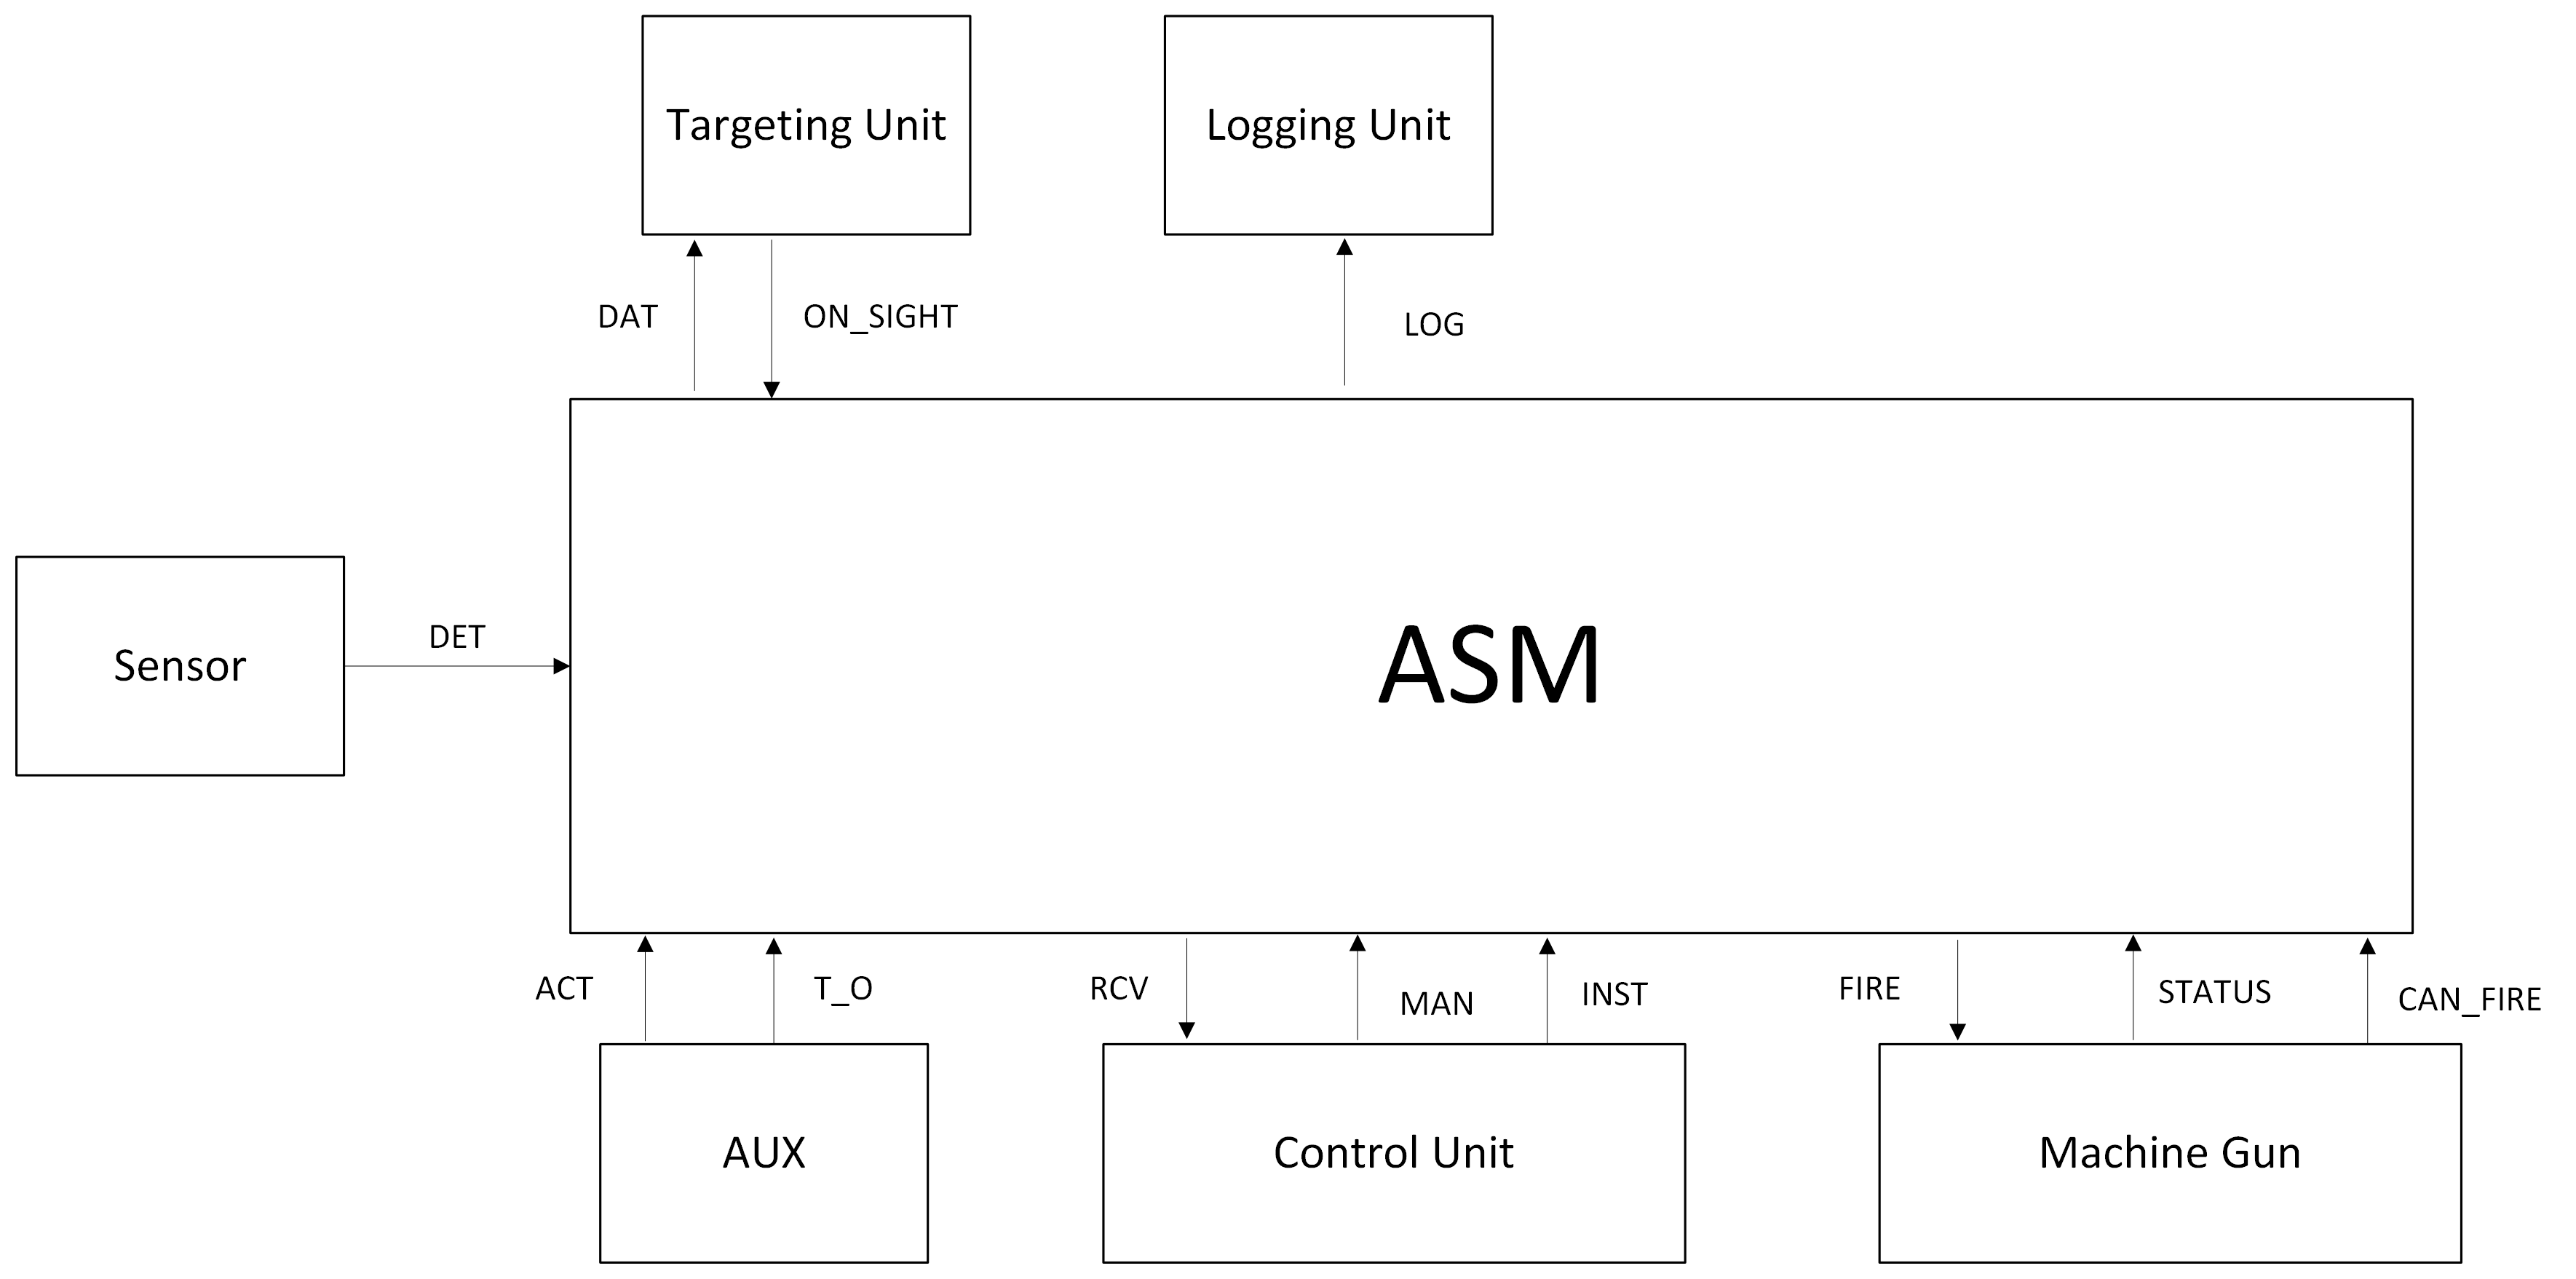 Targeting Unit
Logging Unit
DAT
ON_SIGHT
LOG
Sensor
DET
ASM
ACT
T_O
RCV
MAN
INST
FIRE
STATUS
CAN_FIRE
AUX
Control Unit
Machine Gun